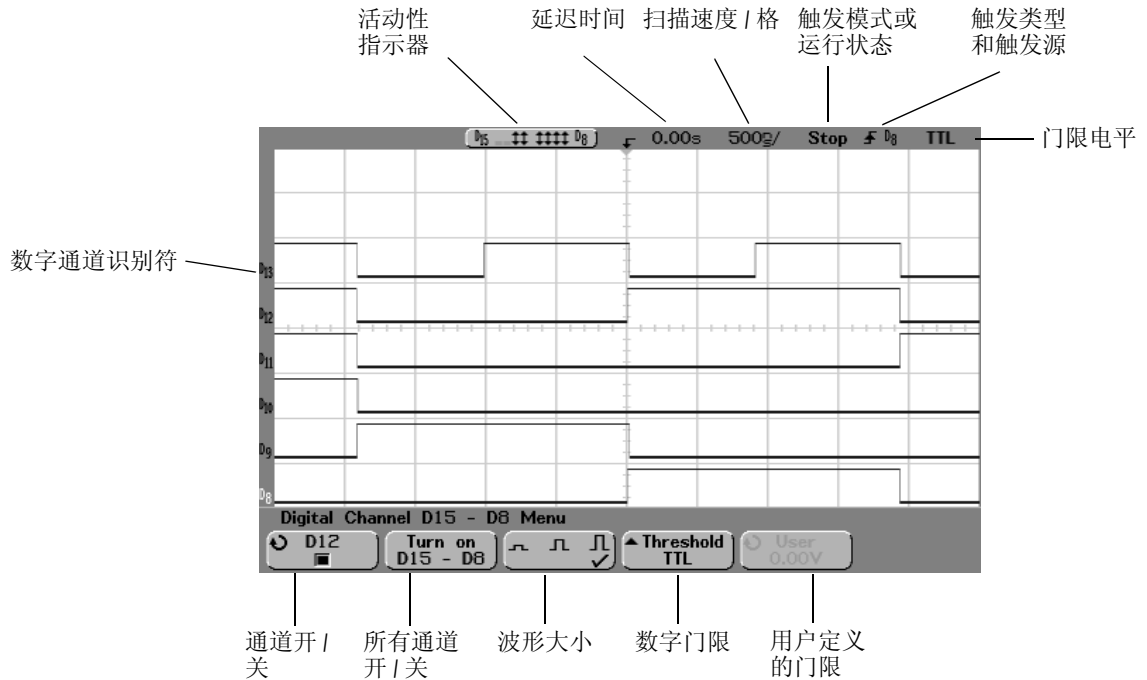 活动性
指示器
延迟时间
扫描速度 / 格
触发模式或
运行状态
触发类型
和触发源
D15 D8 0.00s 500ns/ Stop D8 TTL
门限电平
数字通道识别符
D13
D12
D11
D10
D9
D8
Digital Channel D15 - D8 Menu
D12
Turn on
D15 - D8
Threshold
TTL
User
0.00V
通道开 /
关
所有通道
开 / 关
波形大小
数字门限
用户定义
的门限